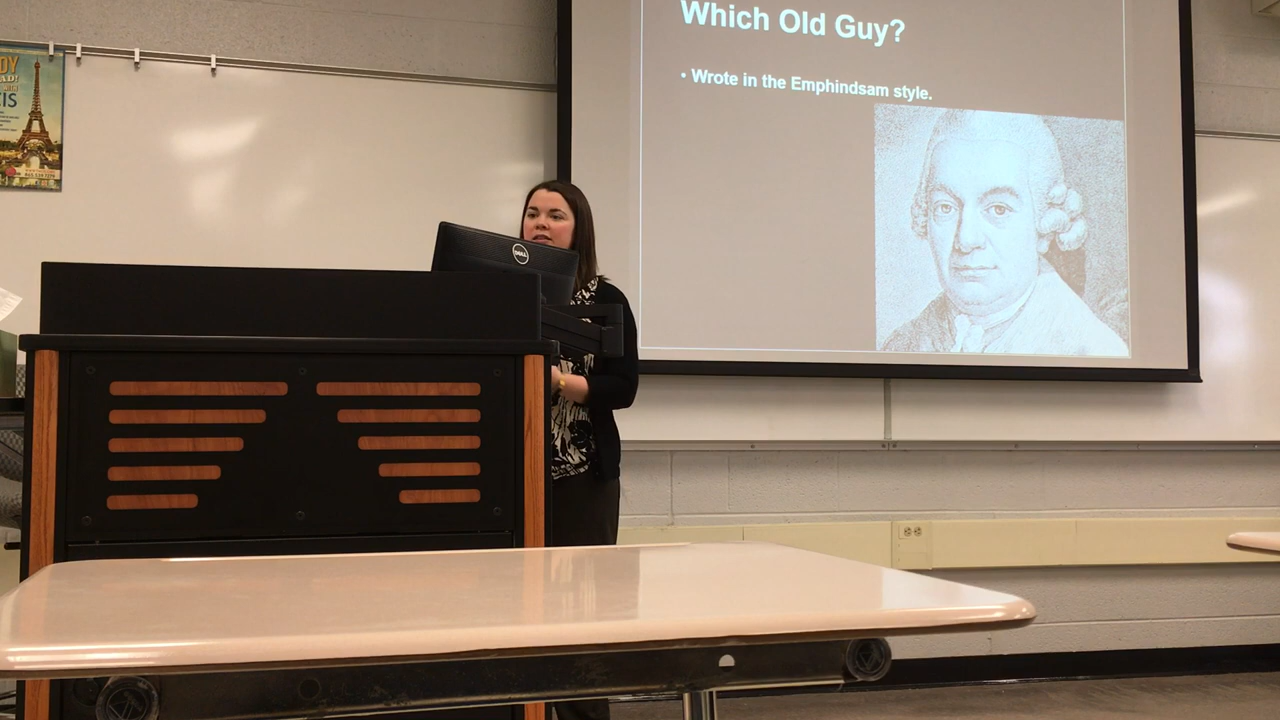 Which Old Guy?
• Wrote in the Emphindsam style.
DELL